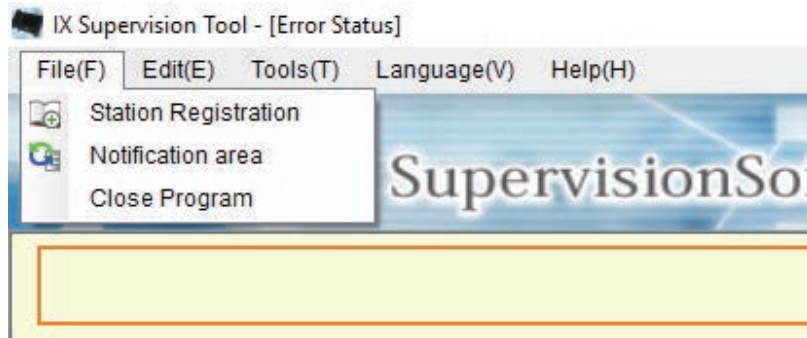 IX Supervision Tool - [Error Status]
File(F) Edit(E) Tools(T) Language(V) Help(H)
Station Registration
Notification area
Close Program
SupervisionSo